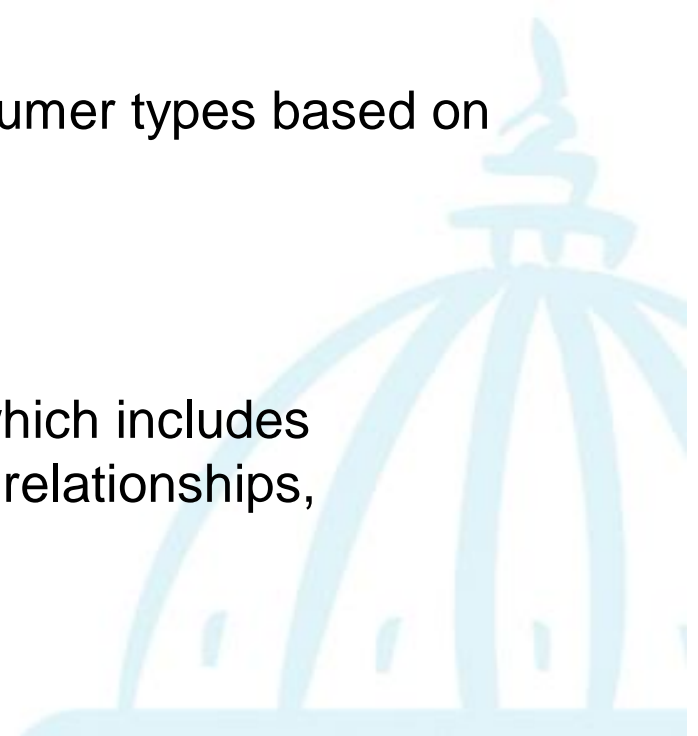 umer types based on
hich includes
relationships,